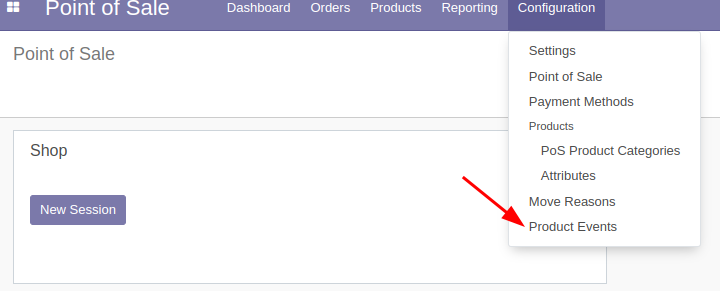 Point of Sale Dashboard Orders Products Reporting Configuration
Point of Sale
Settings
Point of Sale
Payment Methods
Products
PoS Product Categories
Attributes
Move Reasons
Product Events
Shop
New Session